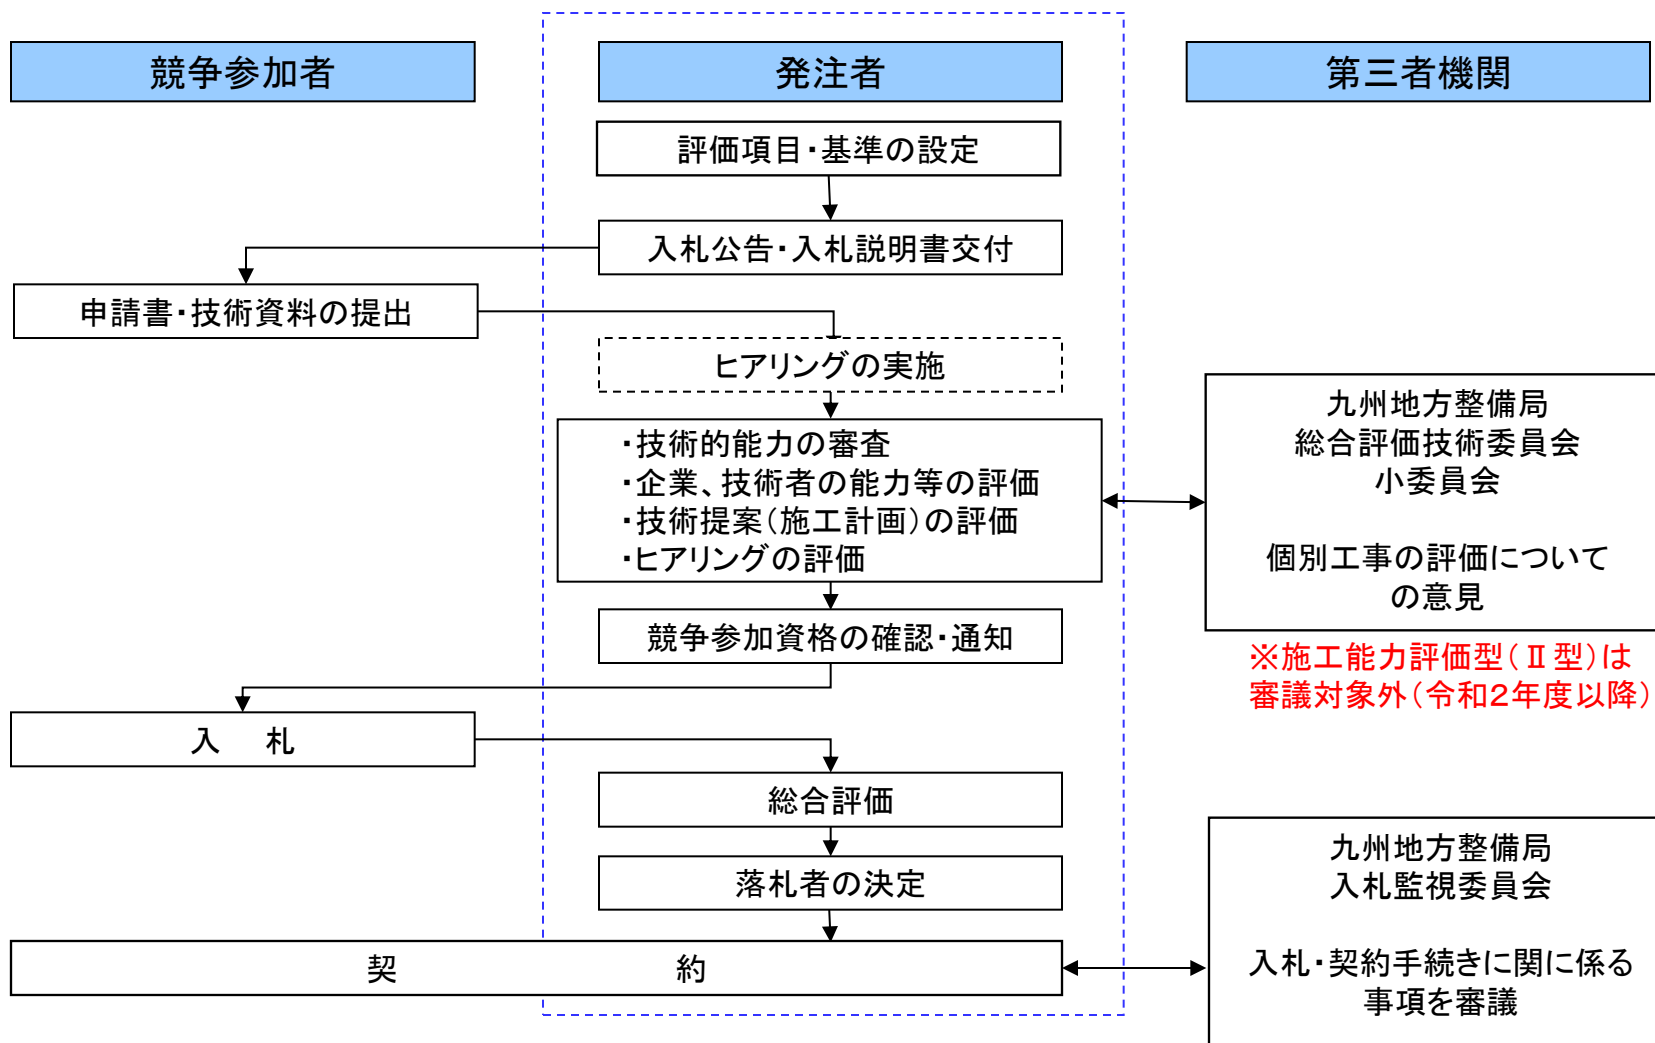 競争参加者
発注者
第三者機関
評価項目・基準の設定
入札公告・入札説明書交付
申請書・技術資料の提出
ヒアリングの実施
・技術的能力の審査
・企業、技術者の能力等の評価
・技術提案(施工計画)の評価
・ヒアリングの評価
九州地方整備局
総合評価技術委員会
小委員会
個別工事の評価について
の意見
※施工能力評価型(Ⅱ型)は
審議対象外(令和2年度以降)
競争参加資格の確認・通知
入 札
総合評価
落札者の決定
契 約
九州地方整備局
入札監視委員会
入札・契約手続きに関に係る
事項を審議